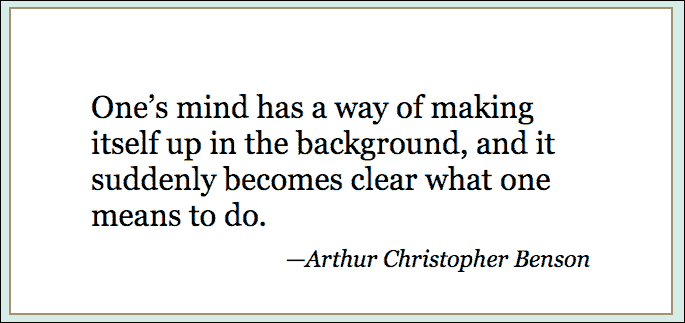 One’s mind has a way of making
itself up in the background, and it
suddenly becomes clear what one
means to do.
—Arthur Christopher Benson